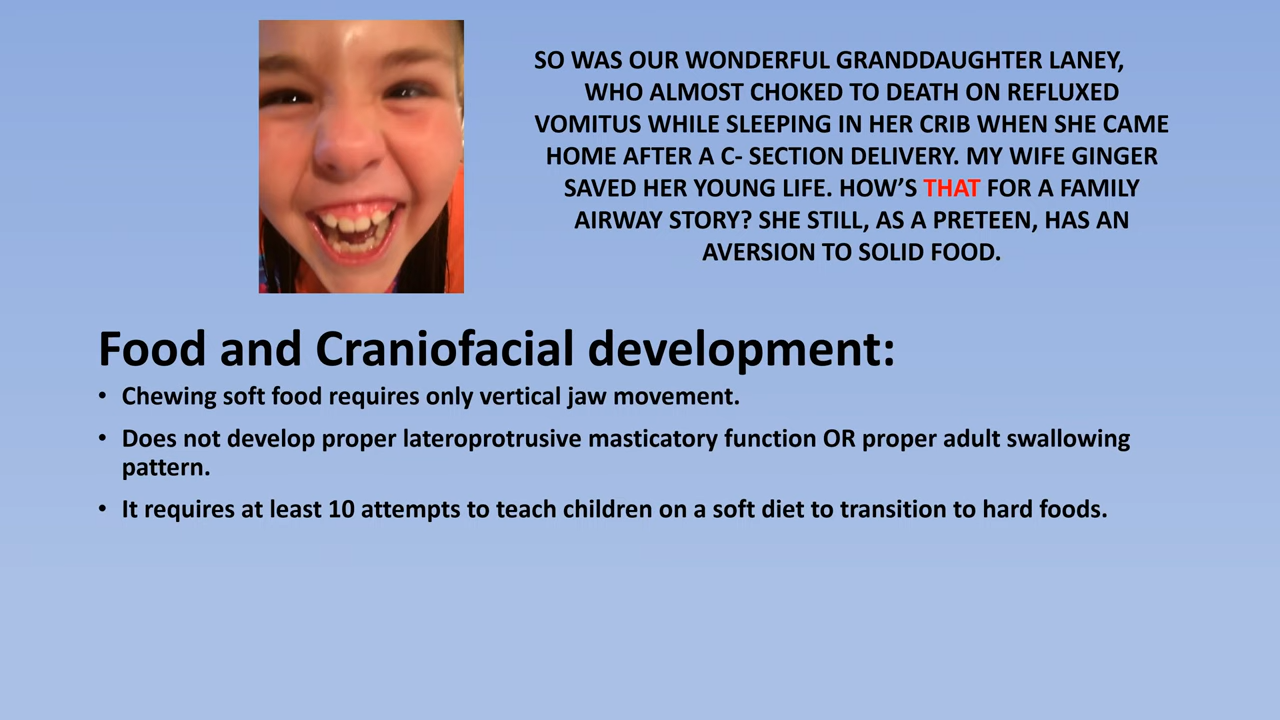 SO WAS OUR WONDERFUL GRANDDAUGHTER LANEY,
WHO ALMOST CHOKED TO DEATH ON REFLUXED
VOMITUS WHILE SLEEPING IN HER CRIB WHEN SHE CAME
HOME AFTER A C- SECTION DELIVERY. MY WIFE GINGER
SAVED HER YOUNG LIFE. HOW’S THAT FOR A FAMILY
AIRWAY STORY? SHE STILL, AS A PRETEEN, HAS AN
AVERSION TO SOLID FOOD.
Food and Craniofacial development:
• Chewing soft food requires only vertical jaw movement.
• Does not develop proper lateroprotrusive masticatory function OR proper adult swallowing
pattern.
• It requires at least 10 attempts to teach children on a soft diet to transition to hard foods.